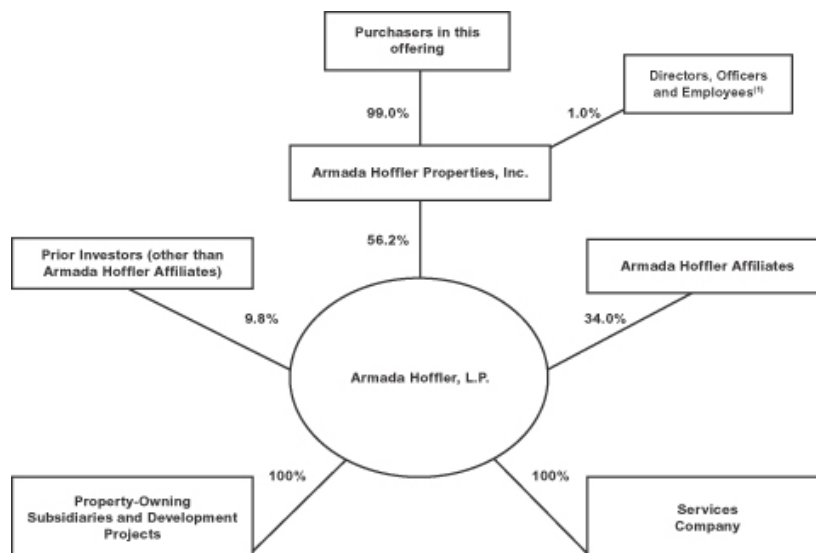 Purchasers in this
offering
Directors, Officers
and Employees⁽¹⁾
99.0%
1.0%
Armada Hoffler Properties, Inc.
56.2%
Prior Investors (other than
Armada Hoffler Affiliates)
Armada Hoffler Affiliates
9.8%
34.0%
Armada Hoffler, L.P.
100%
100%
Property-Owning
Subsidiaries and Development
Projects
Services
Company